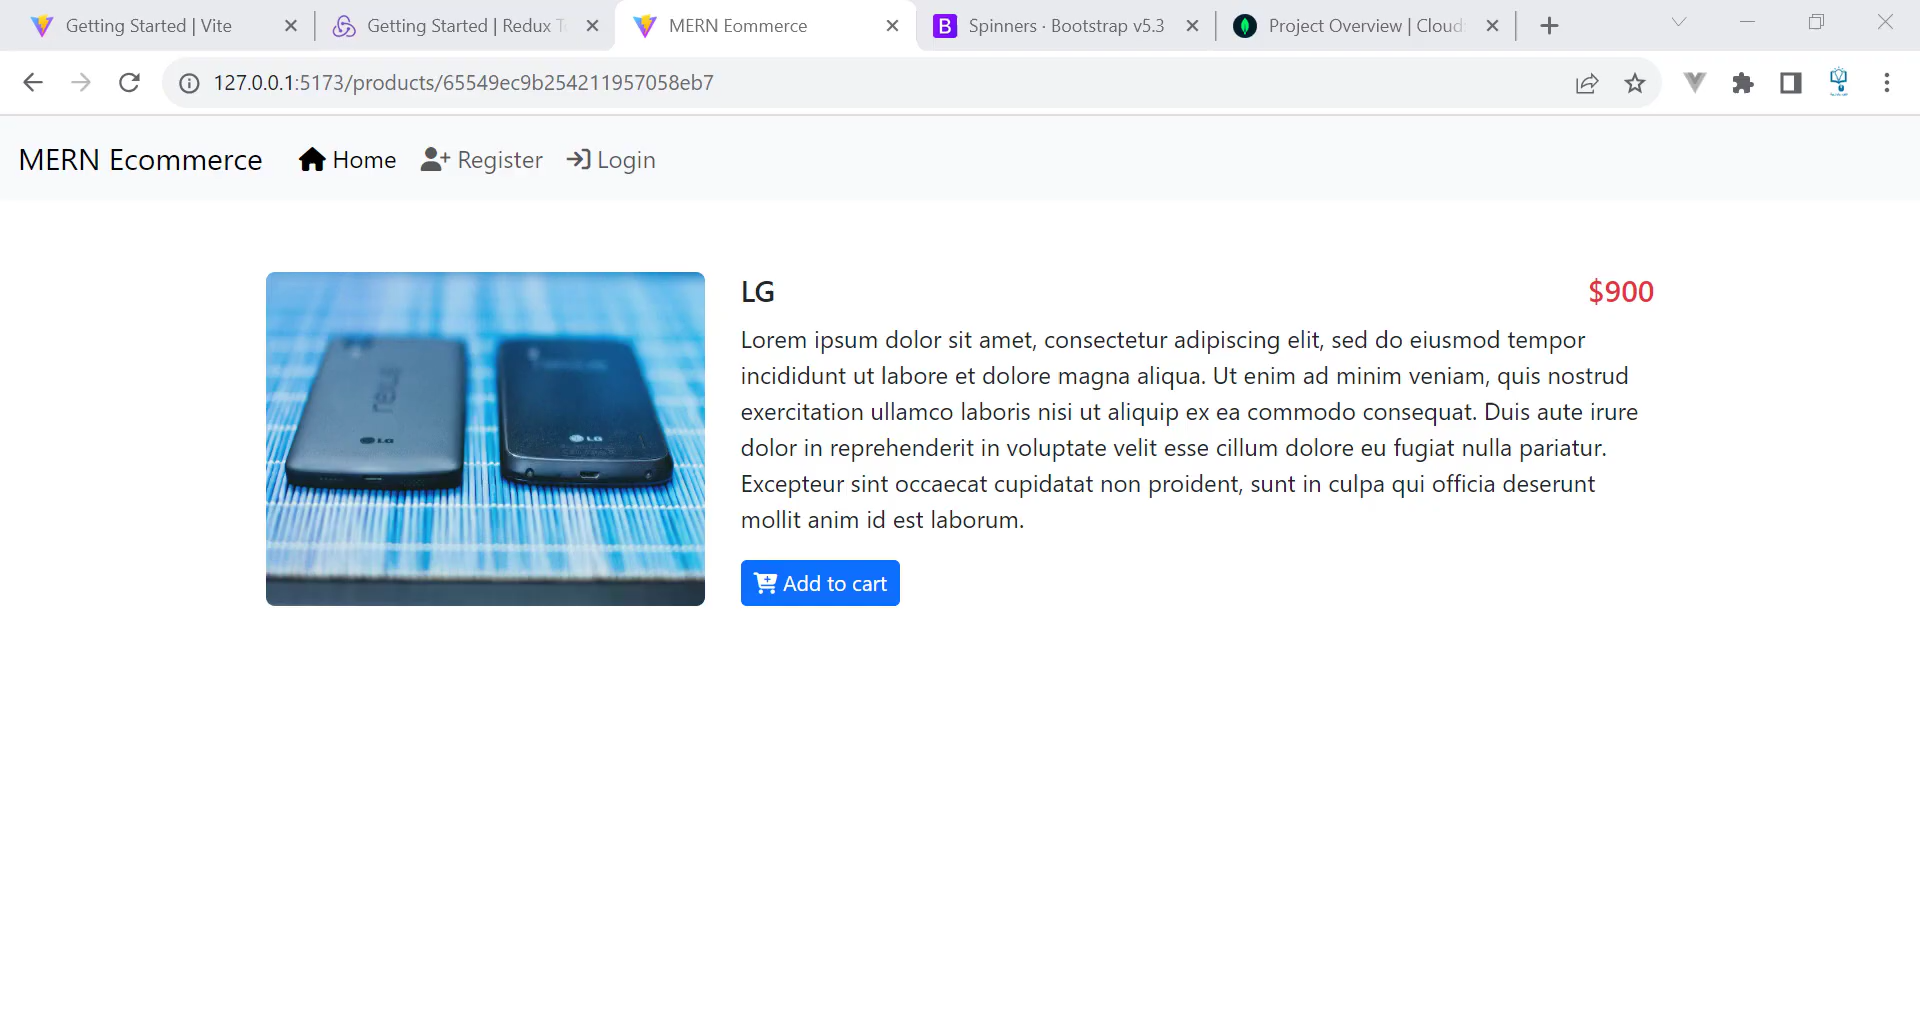 Getting Started | Vite
Getting Started | Redux T
MERN Eommerce
Spinners · Bootstrap v5.3
Project Overview | Cloud
127.0.0.1:5173/products/65549ec9b254211957058eb7
MERN Ecommerce
Home
Register
Login
nexus
LG
LG
LG
$900
Lorem ipsum dolor sit amet, consectetur adipiscing elit, sed do eiusmod tempor
incididunt ut labore et dolore magna aliqua. Ut enim ad minim veniam, quis nostrud
exercitation ullamco laboris nisi ut aliquip ex ea commodo consequat. Duis aute irure
dolor in reprehenderit in voluptate velit esse cillum dolore eu fugiat nulla pariatur.
Excepteur sint occaecat cupidatat non proident, sunt in culpa qui officia deserunt
mollit anim id est laborum.
Add to cart